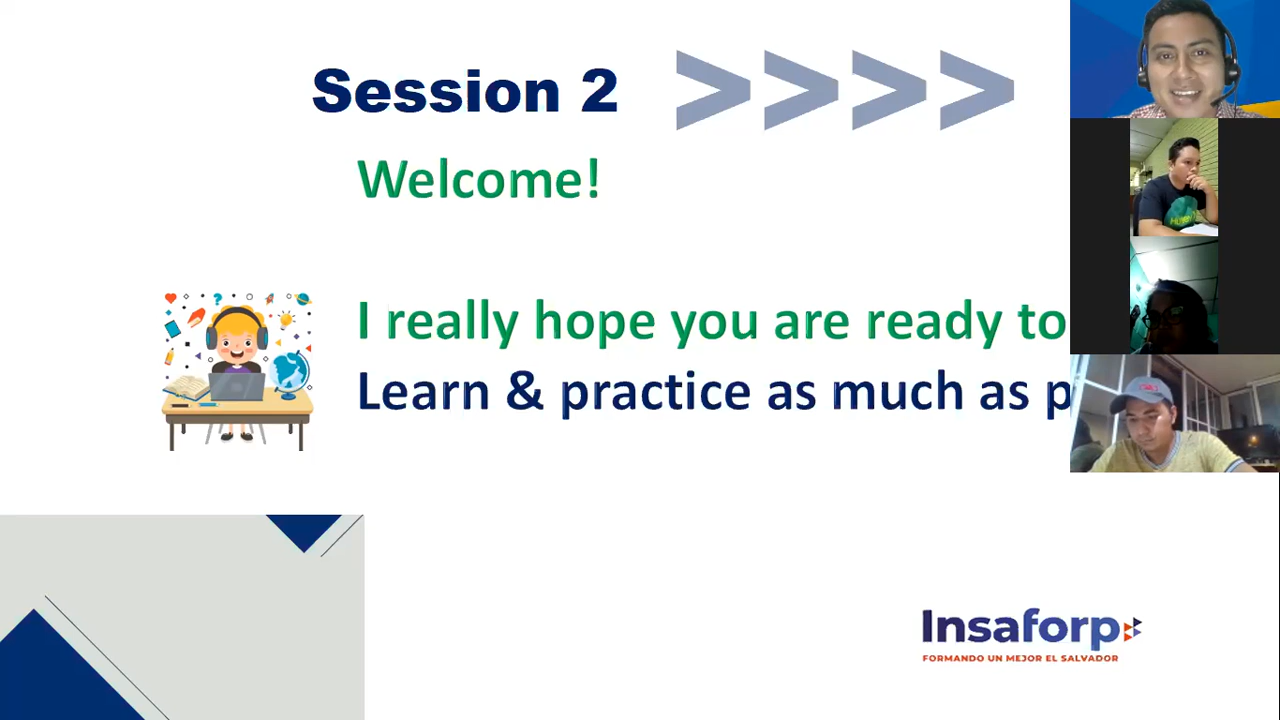 Session 2 >>>>
Welcome!
I really hope you are ready to
Learn & practice as much as p
Insaforp
FORMANDO UN MEJOR EL SALVADOR